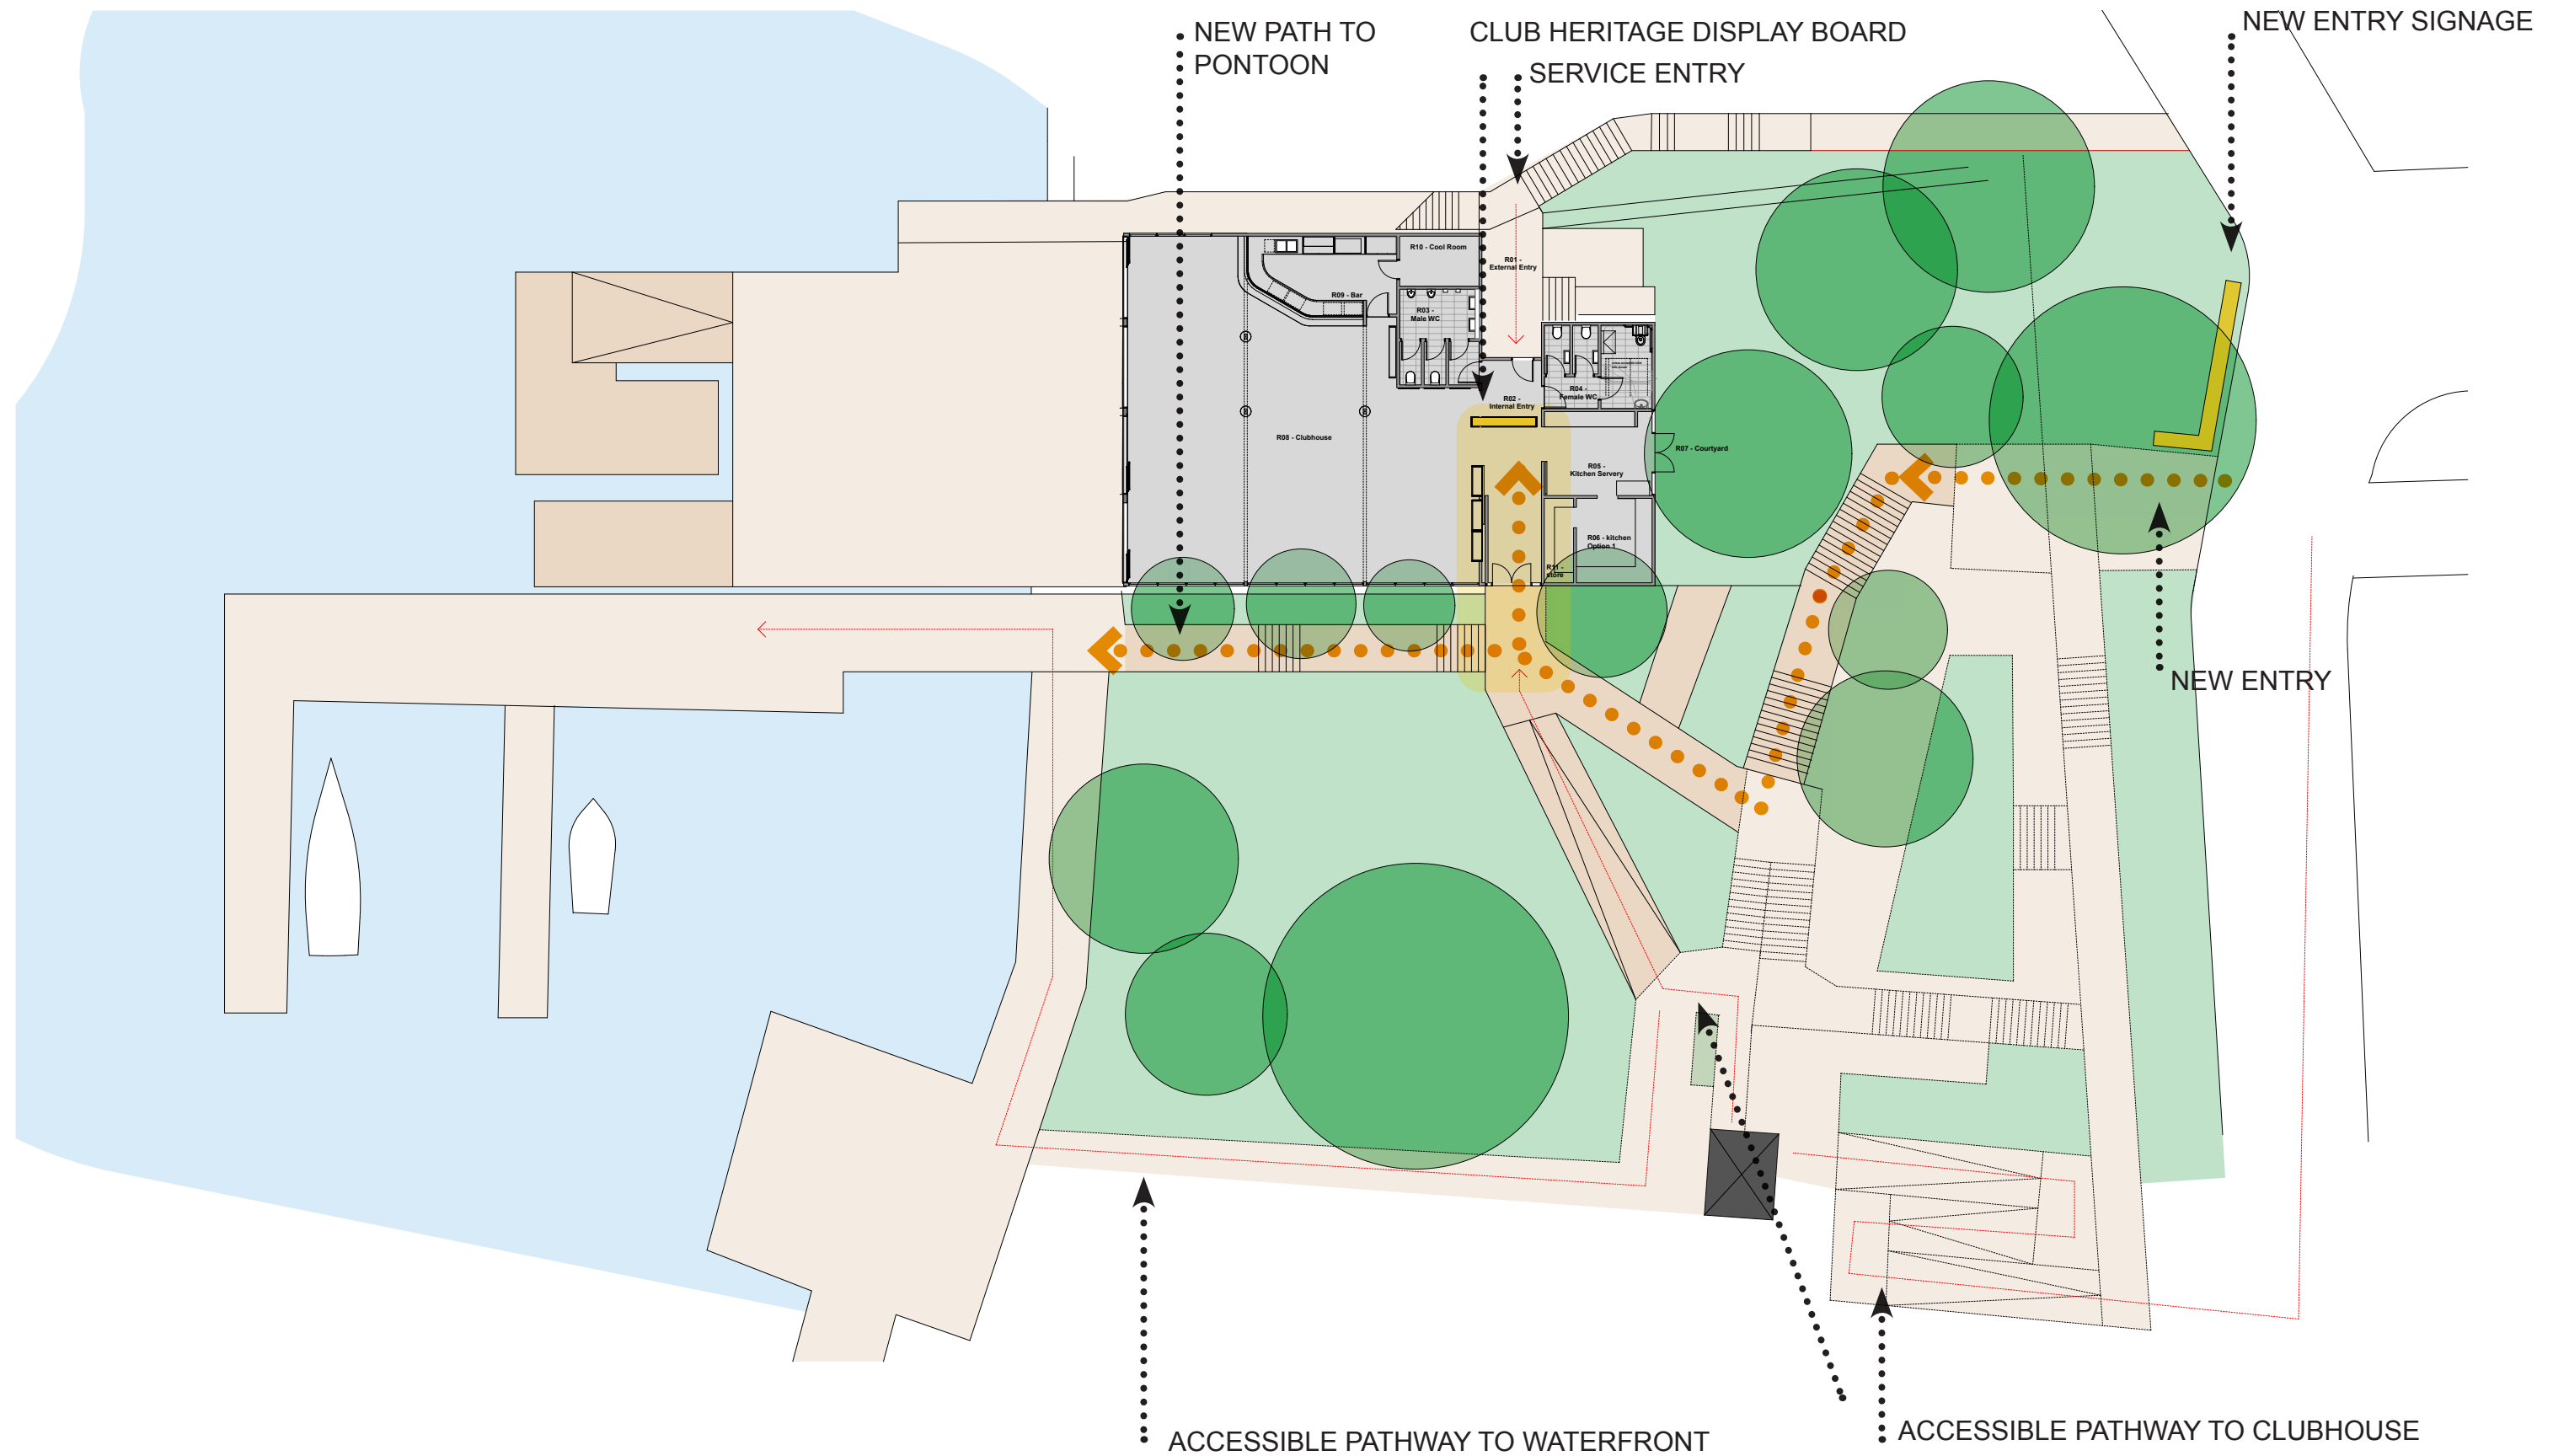 NEW PATH TO
PONTOON
CLUB HERITAGE DISPLAY BOARD
SERVICE ENTRY
NEW ENTRY SIGNAGE
R10 - Cool Room
R01 -
External Entry
R09 - Bar
R03 -
Male WC
R04 -
Female WC
R02 -
Internal Entry
R08 - Clubhouse
R07 - Courtyard
R05 -
Kitchen Servery
R06 - kitchen
Option 1
R11 -
store
NEW ENTRY
ACCESSIBLE PATHWAY TO WATERFRONT
ACCESSIBLE PATHWAY TO CLUBHOUSE